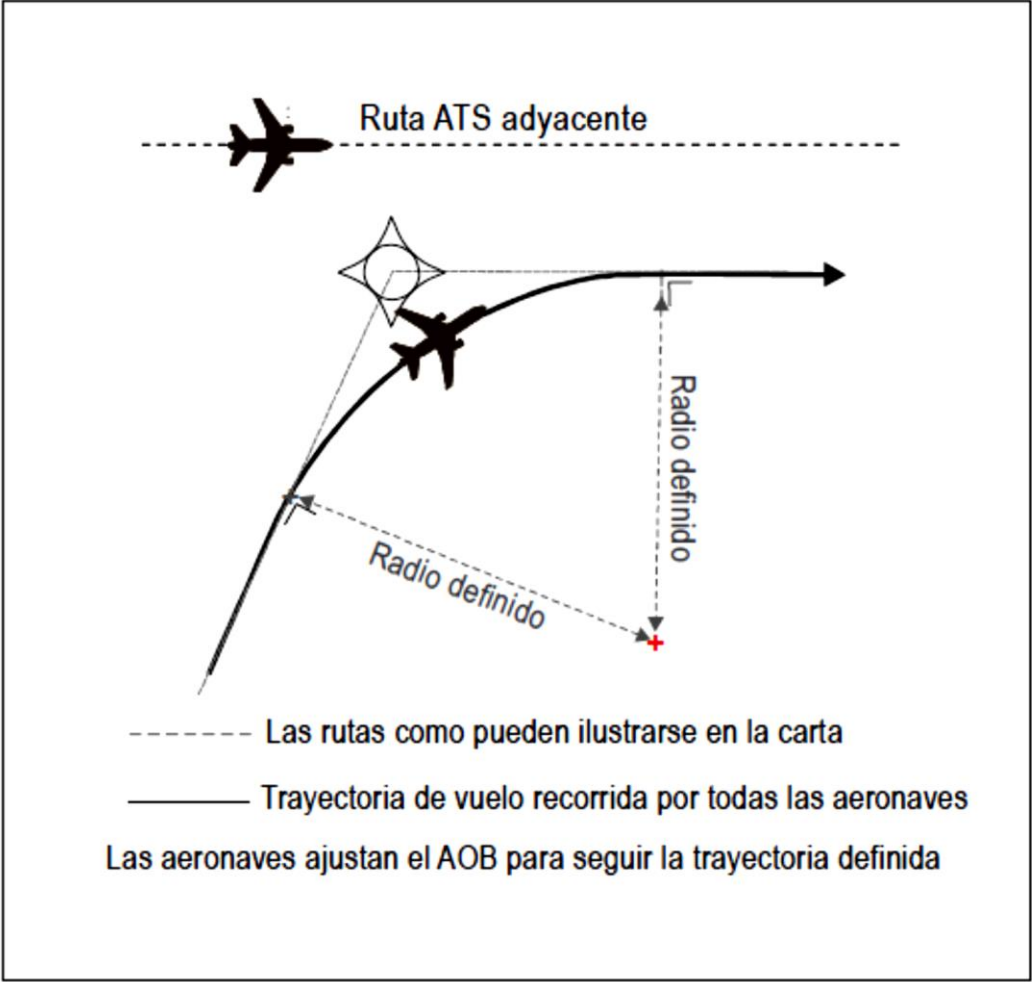 Ruta ATS adyacente
Radio definido
Radio definido
Las rutas como pueden ilustrarse en la carta
Trayectoria de vuelo recorrida por todas las aeronaves
Las aeronaves ajustan el AOB para seguir la trayectoria definida